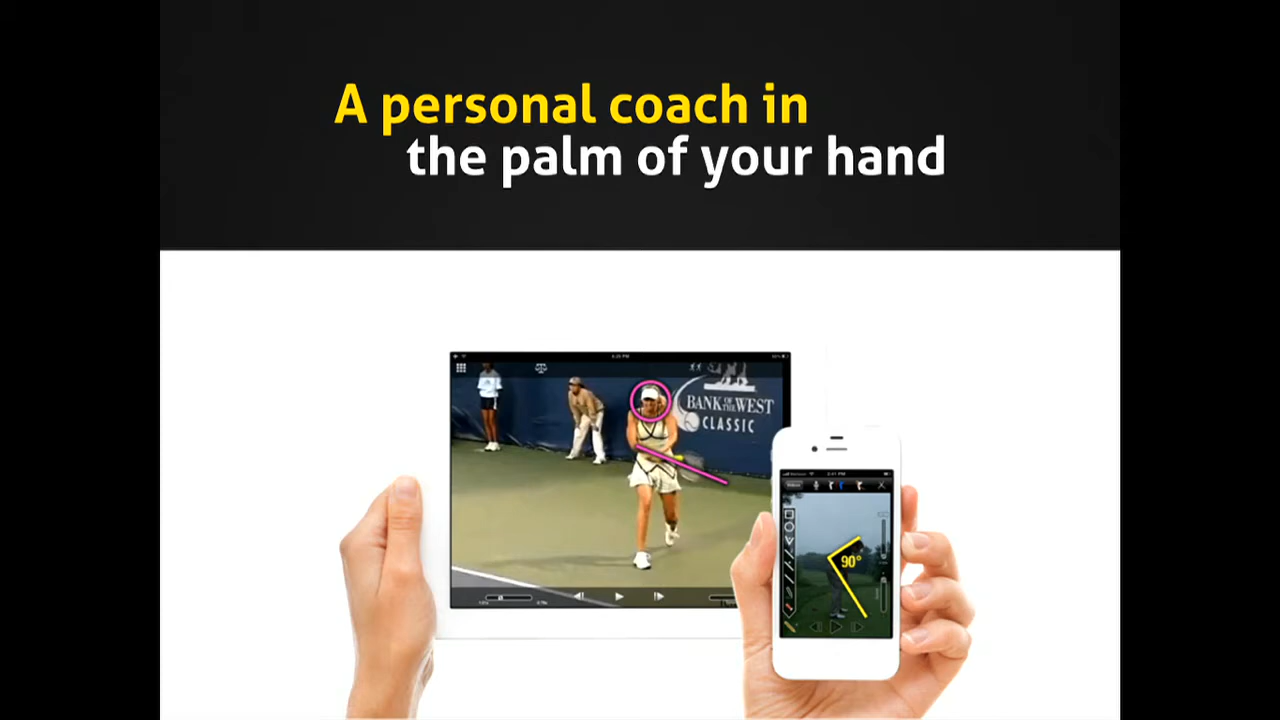 A personal coach in
the palm of your hand
BANK OF THE WEST
CLASSIC
90°